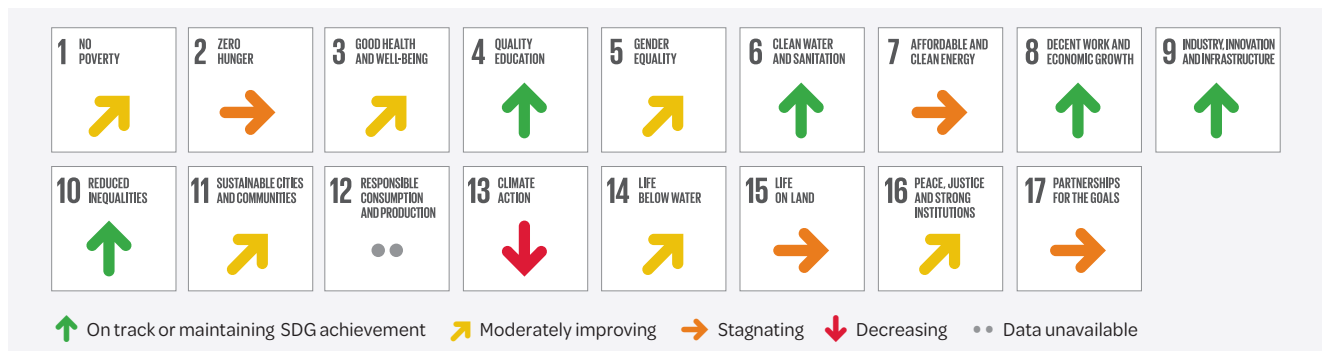 1 NO
POVERTY
2 ZERO
HUNGER
3 GOOD HEALTH
AND WELL-BEING
4 QUALITY
EDUCATION
5 GENDER
EQUALITY
6 CLEAN WATER
AND SANITATION
7 AFFORDABLE AND
CLEAN ENERGY
8 DECENT WORK AND
ECONOMIC GROWTH
9 INDUSTRY, INNOVATION
AND INFRASTRUCTURE
10 REDUCED
INEQUALITIES
11 SUSTAINABLE CITIES
AND COMMUNITIES
12 RESPONSIBLE
CONSUMPTION
AND PRODUCTION
13 CLIMATE
ACTION
14 LIFE
BELOW WATER
15 LIFE
ON LAND
16 PEACE, JUSTICE
AND STRONG
INSTITUTIONS
17 PARTNERSHIPS
FOR THE GOALS
On track or maintaining SDG achievement
Moderately improving
Stagnating
Decreasing
Data unavailable